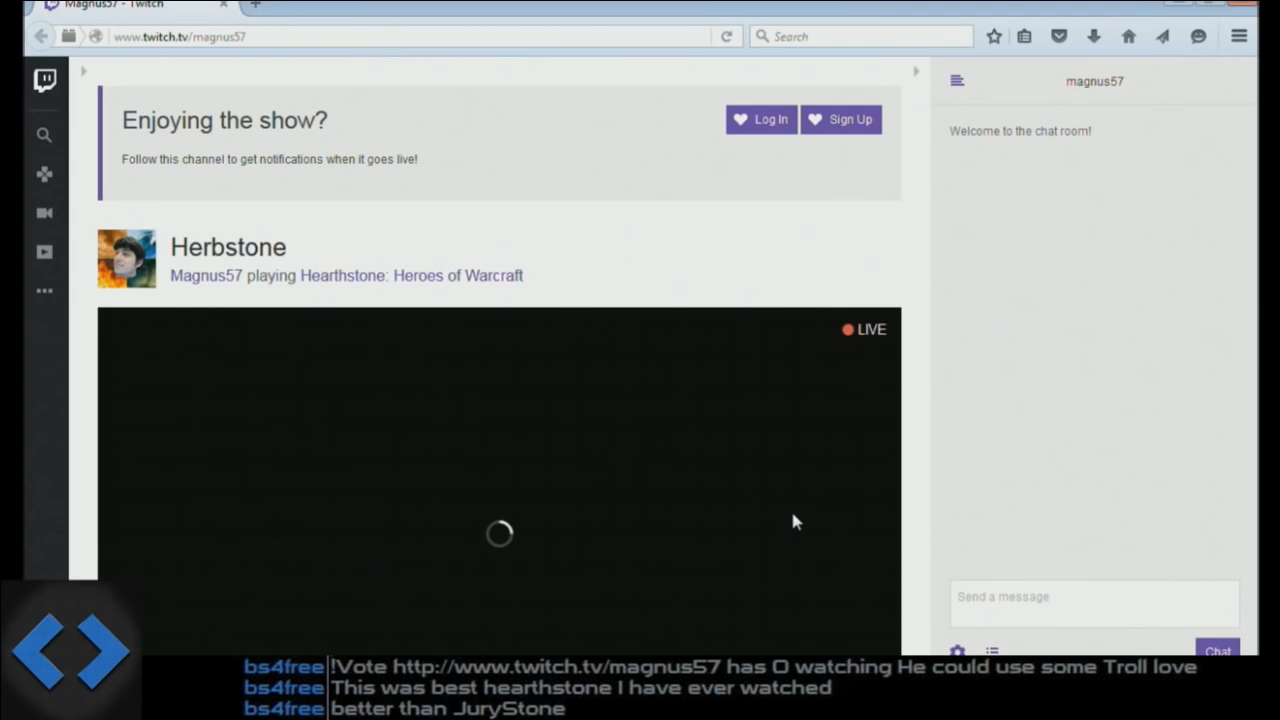 Magnus57 - Twitch
www.twitch.tv/magnus57
Search
Enjoying the show?
Log In
Sign Up
Follow this channel to get notifications when it goes live!
Herbstone
Magnus57 playing Hearthstone: Heroes of Warcraft
LIVE
magnus57
Welcome to the chat room!
Send a message
Chat
bs4free !Vote http://www.twitch.tv/magnus57 has 0 watching He could use some Troll love
bs4free This was best hearthstone I have ever watched
bs4free better than JuryStone